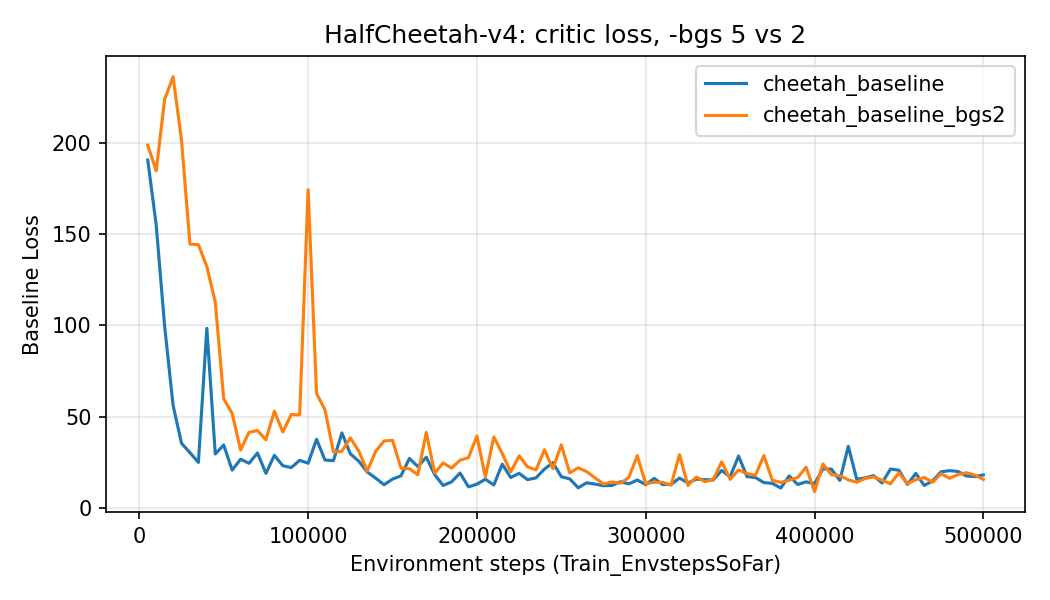 HalfCheetah-v4: critic loss, -bgs 5 vs 2
cheetah_baseline
cheetah_baseline_bgs2
Baseline Loss
200
150
100
50
0
0 100000 200000 300000 400000 500000
Environment steps (Train_EnvstepsSoFar)